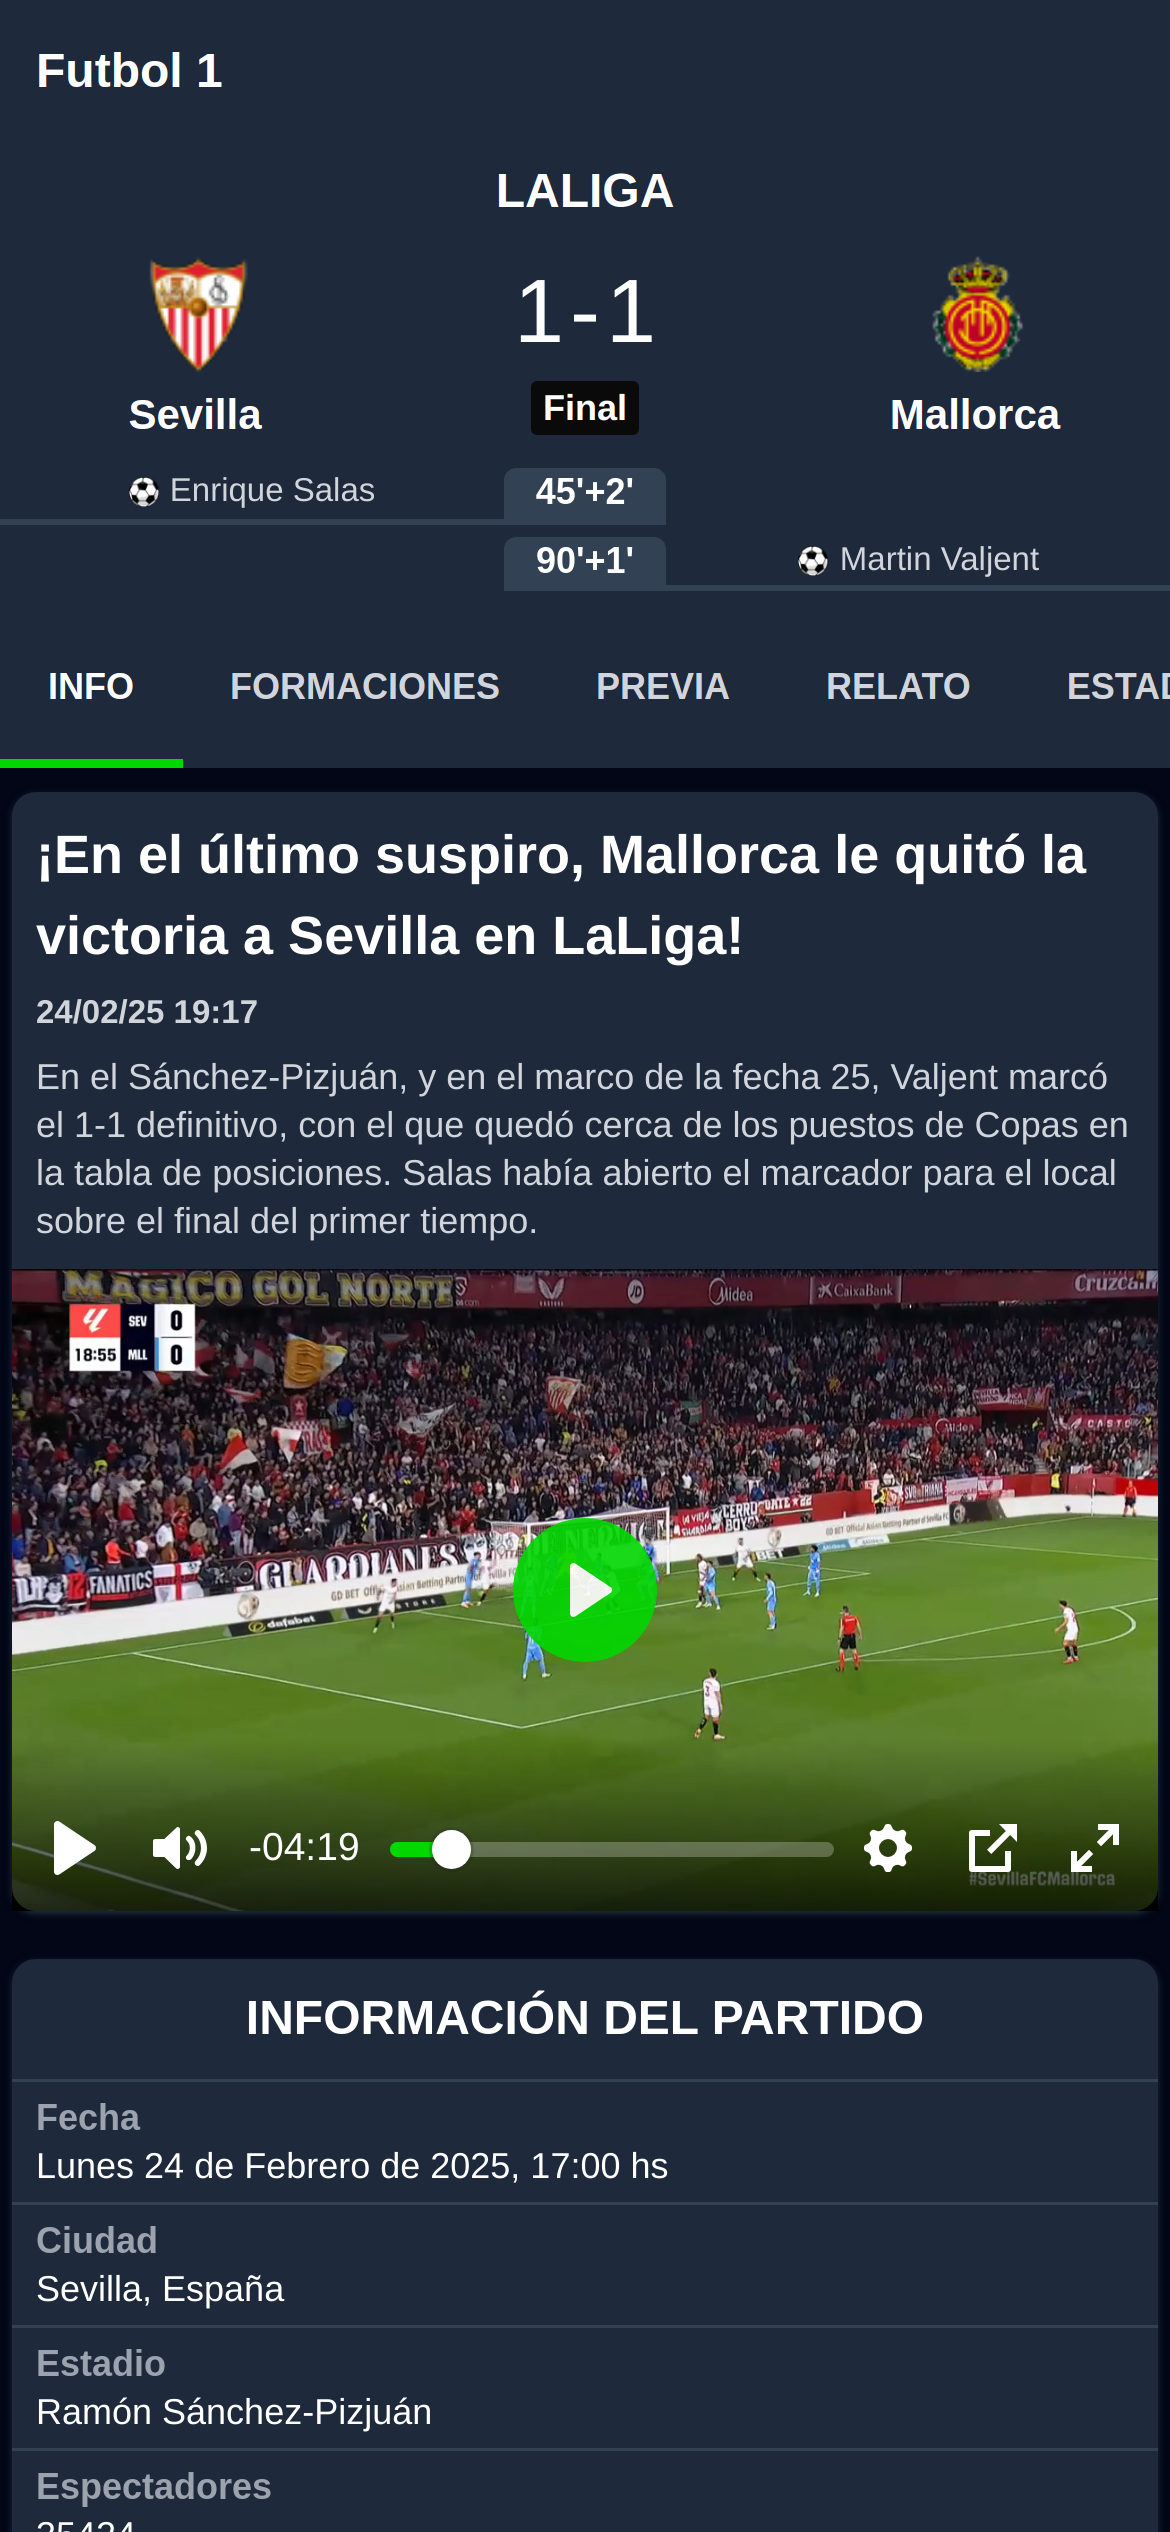 Futbol 1
LALIGA
1-1
Sevilla
Final
Mallorca
Enrique Salas
45'+2'
90'+1'
Martin Valjent
INFO FORMACIONES PREVIA RELATO ESTAD
¡En el último suspiro, Mallorca le quitó la
victoria a Sevilla en LaLiga!
24/02/25 19:17
En el Sánchez-Pizjuán, y en el marco de la fecha 25, Valjent marcó
el 1-1 definitivo, con el que quedó cerca de los puestos de Copas en
la tabla de posiciones. Salas había abierto el marcador para el local
sobre el final del primer tiempo.
MAGICO GOL NORTE
Midea
CaixaBank
SEV 0
18:55 MLL 0
FANATICS
GUARDIANES
dafabet
-04:19
#SevillaFCMallorca
INFORMACIÓN DEL PARTIDO
Fecha
Lunes 24 de Febrero de 2025, 17:00 hs
Ciudad
Sevilla, España
Estadio
Ramón Sánchez-Pizjuán
Espectadores